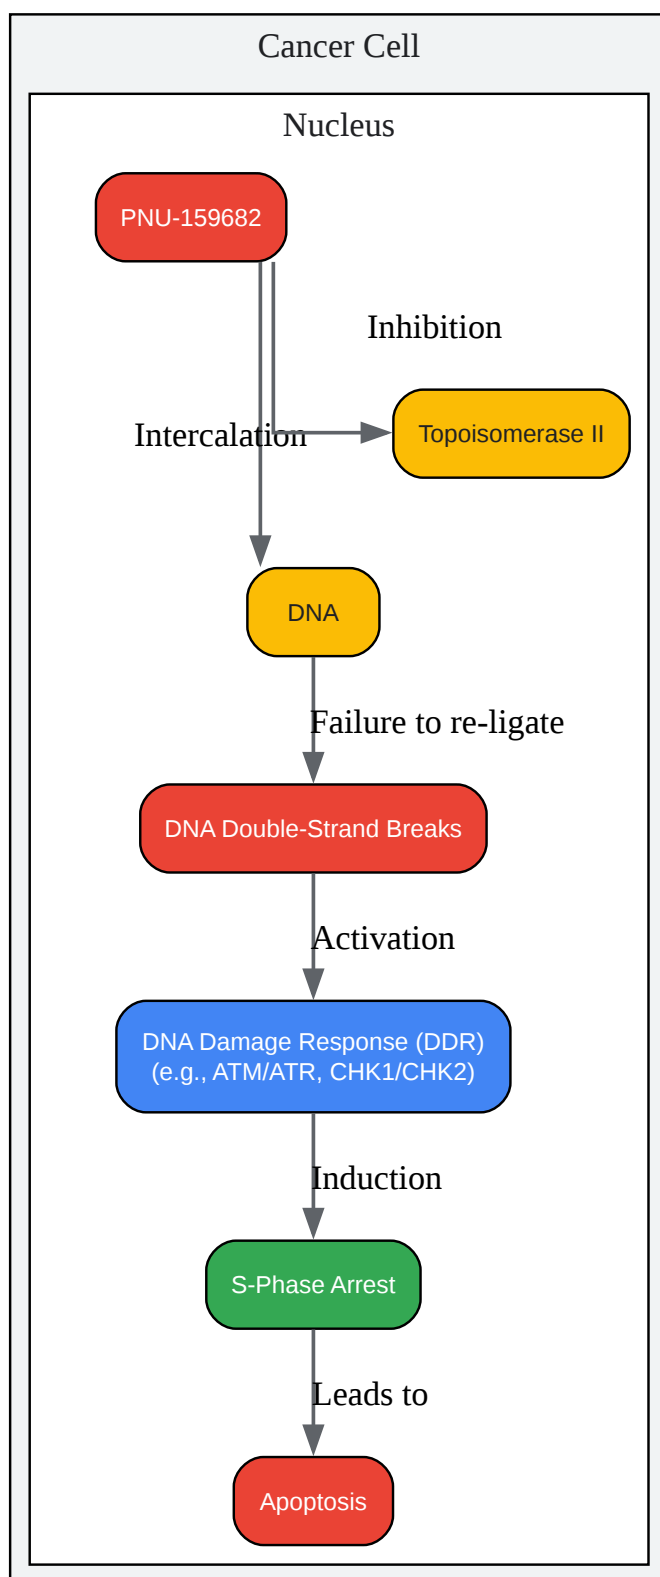 Cancer Cell
Nucleus
PNU-159682
Inhibition
Intercalation
Topoisomerase II
DNA
Failure to re-ligate
DNA Double-Strand Breaks
Activation
DNA Damage Response (DDR)
(e.g., ATM/ATR, CHK1/CHK2)
Induction
S-Phase Arrest
Leads to
Apoptosis